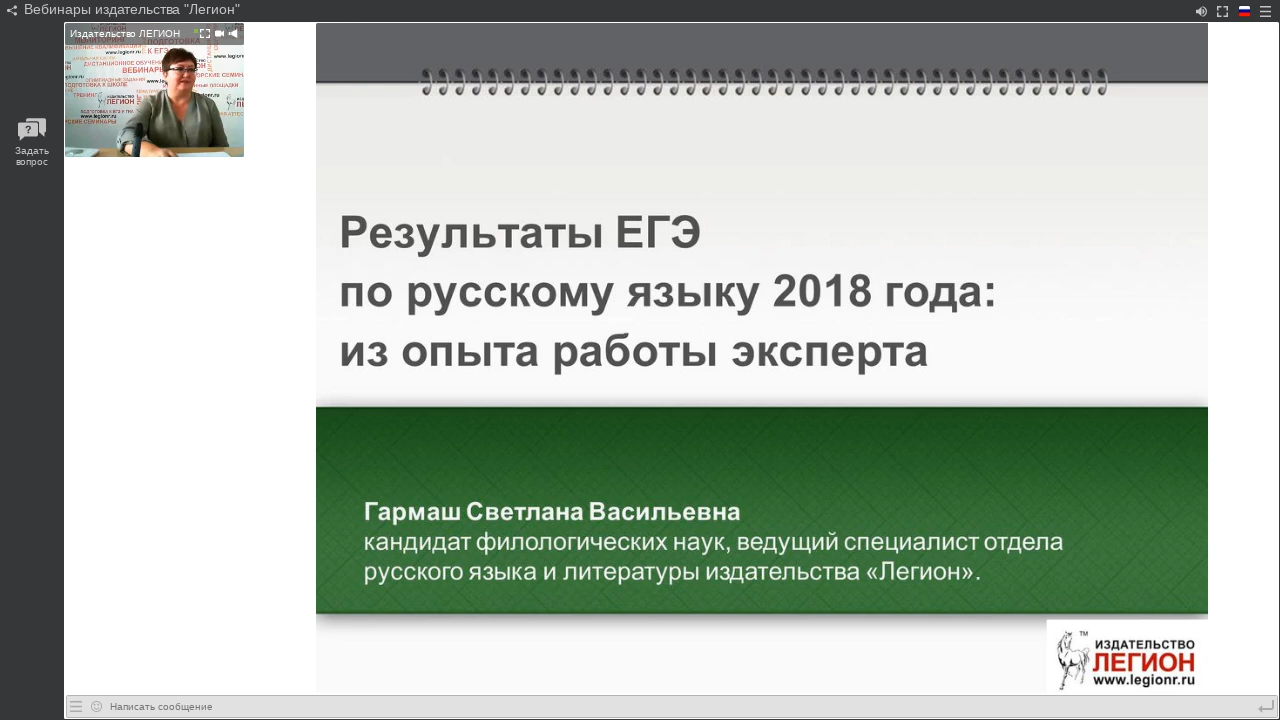 Вебинары издательства "Легион"
Издательство ЛЕГИОН
Задать
вопрос
Результаты ЕГЭ
по русскому языку 2018 года:
из опыта работы эксперта
Гармаш Светлана Васильевна
кандидат филологических наук, ведущий специалист отдела
русского языка и литературы издательства «Легион».
TM
ИЗДАТЕЛЬСТВО
ЛЕГИОН
www.legionr.ru
Написать сообщение